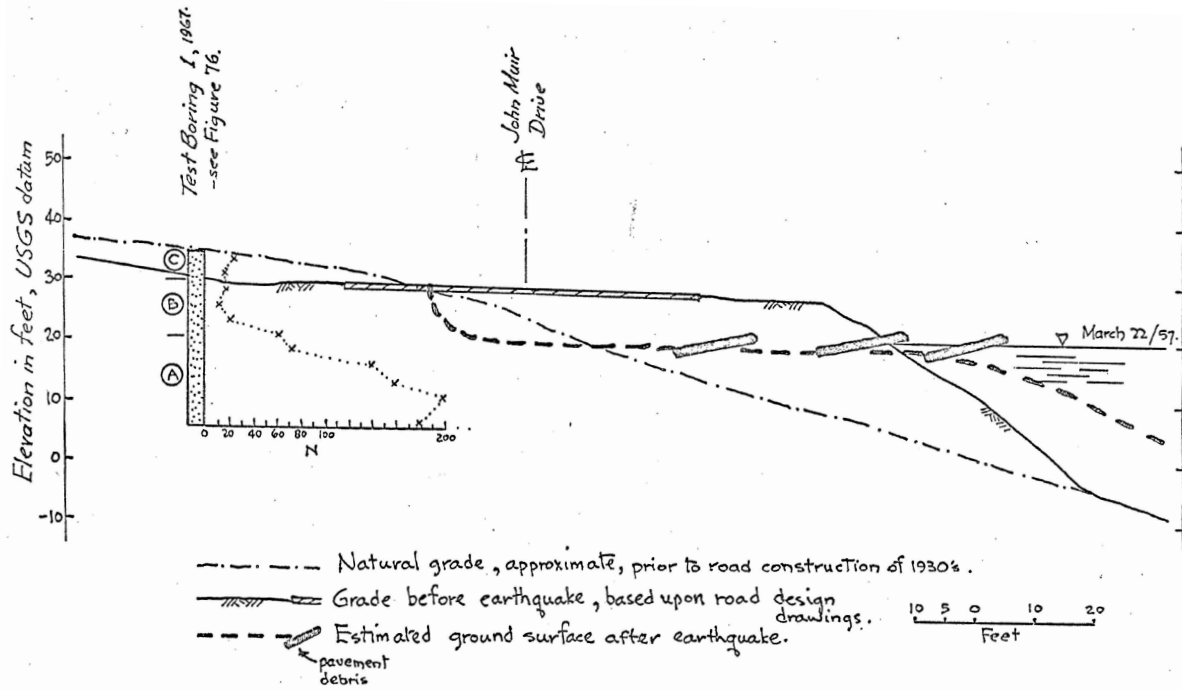 Test Boring 1, 1967.
-see Figure 76.
John Muir
Drive
Elevation in feet, USGS datum
50
40
30
20
10
0
-10
C
B
A
0 20 40 60 80 100 200
N
March 22/57.
Natural grade, approximate, prior to road construction of 1930's.
Grade before earthquake, based upon road design
drawings.
Estimated ground surface after earthquake.
pavement
debris
10 5 0 10 20
Feet